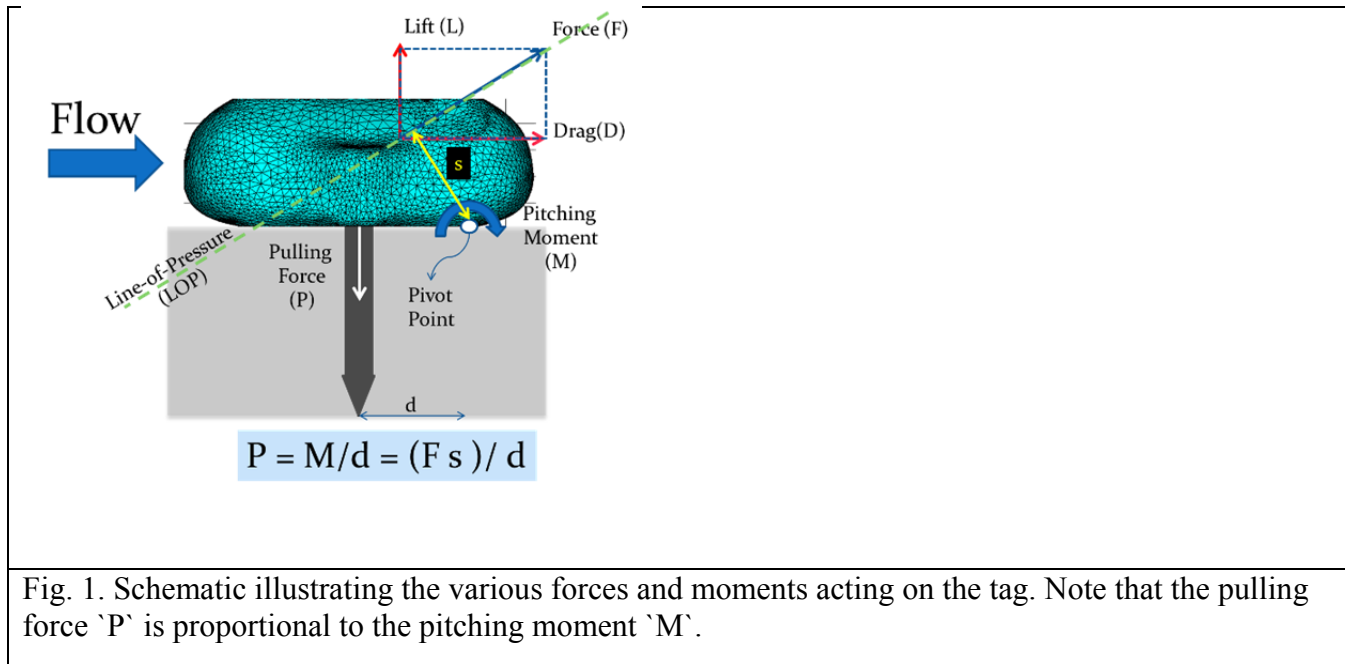 Lift (L)
Force (F)
Flow
Drag(D)
s
Pitching
Moment
(M)
Line-of-Pressure
(LOP)
Pulling
Force
(P)
Pivot
Point
d
P = M/d = (F s )/ d
Fig. 1. Schematic illustrating the various forces and moments acting on the tag. Note that the pulling
force `P` is proportional to the pitching moment `M`.